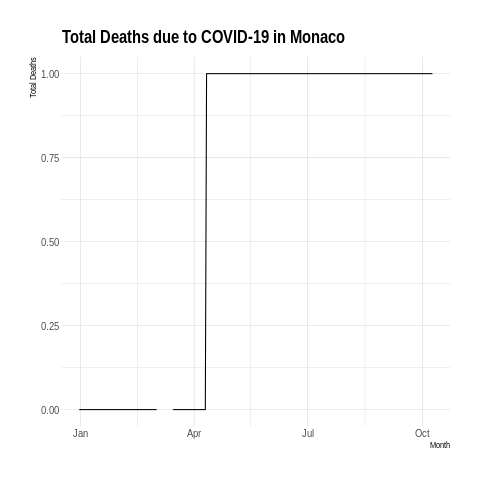 Total Deaths due to COVID-19 in Monaco
Total Deaths
1.00
0.75
0.50
0.25
0.00
Jan Apr Jul Oct
Month